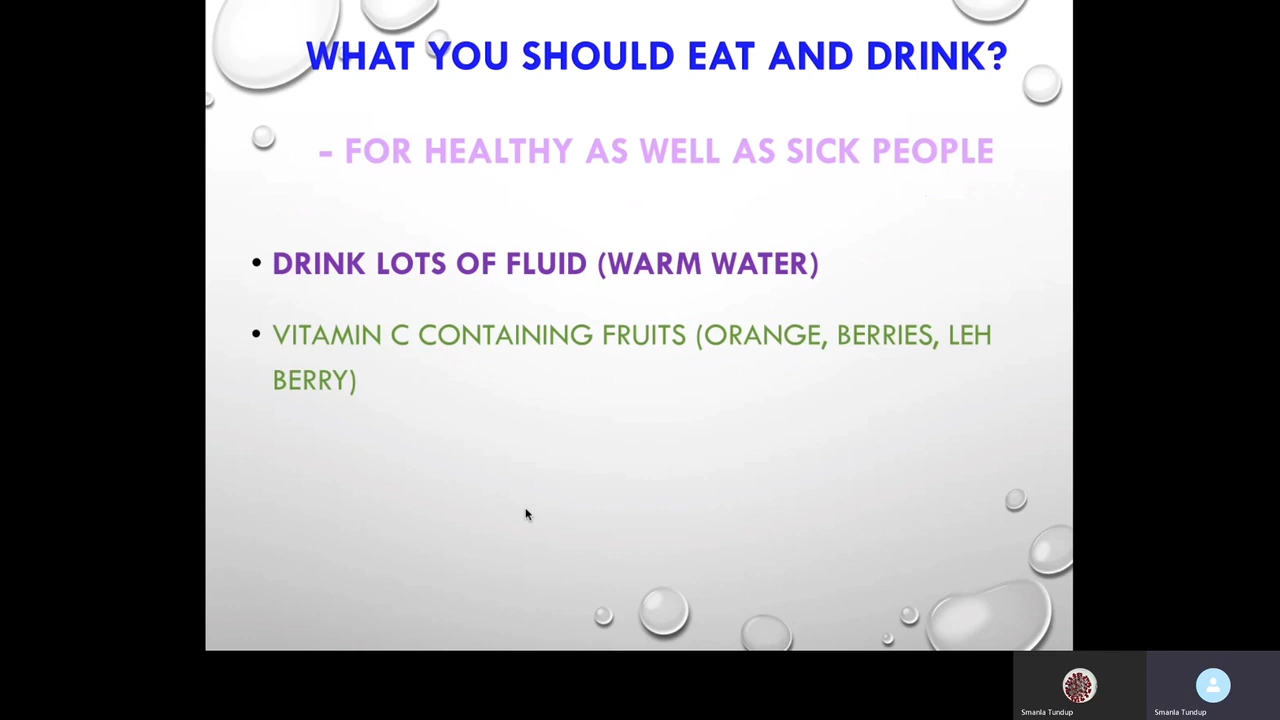 WHAT YOU SHOULD EAT AND DRINK?
- FOR HEALTHY AS WELL AS SICK PEOPLE
• DRINK LOTS OF FLUID (WARM WATER)
• VITAMIN C CONTAINING FRUITS (ORANGE, BERRIES, LEH
BERRY)
Smanla Tundup
Smanla Tundup